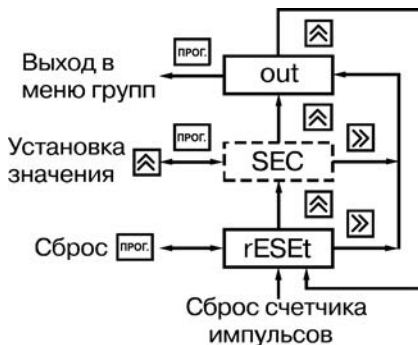 ПРОГ.
Выход в
меню групп
out
ПРОГ.
Установка
значения
SEC
Сброс
ПРОГ.
rESEt
Сброс счетчика
импульсов